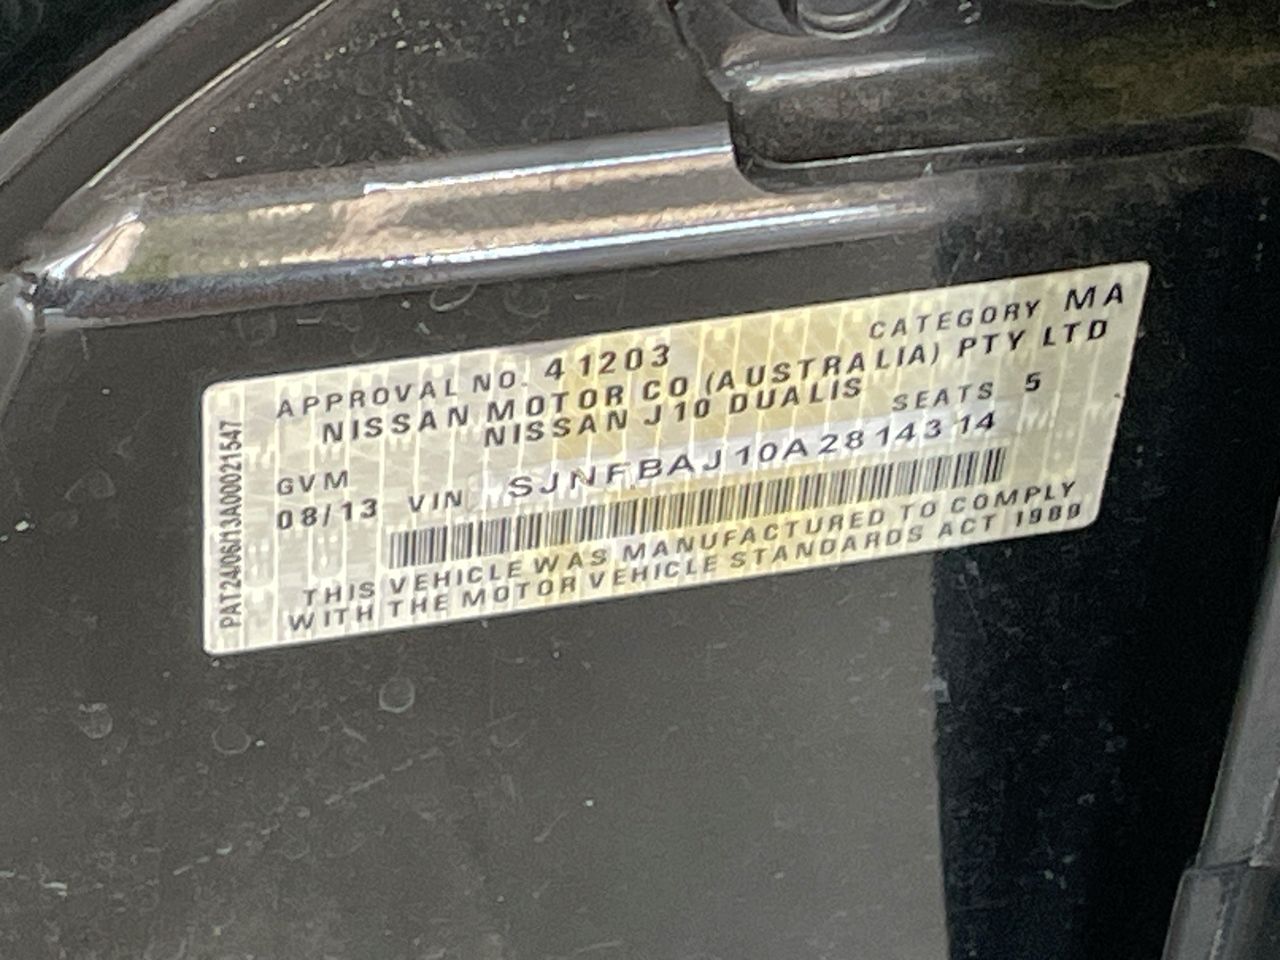 APPROVAL NO. 41203 CATEGORY MA
NISSAN MOTOR CO (AUSTRALIA) PTY LTD
NISSAN J10 DUALIS SEATS 5
GVM
08/13 VIN SJNFBAJ10A2814314
THIS VEHICLE WAS MANUFACTURED TO COMPLY
WITH THE MOTOR VEHICLE STANDARDS ACT 1989
PAT24/06/13A00021547